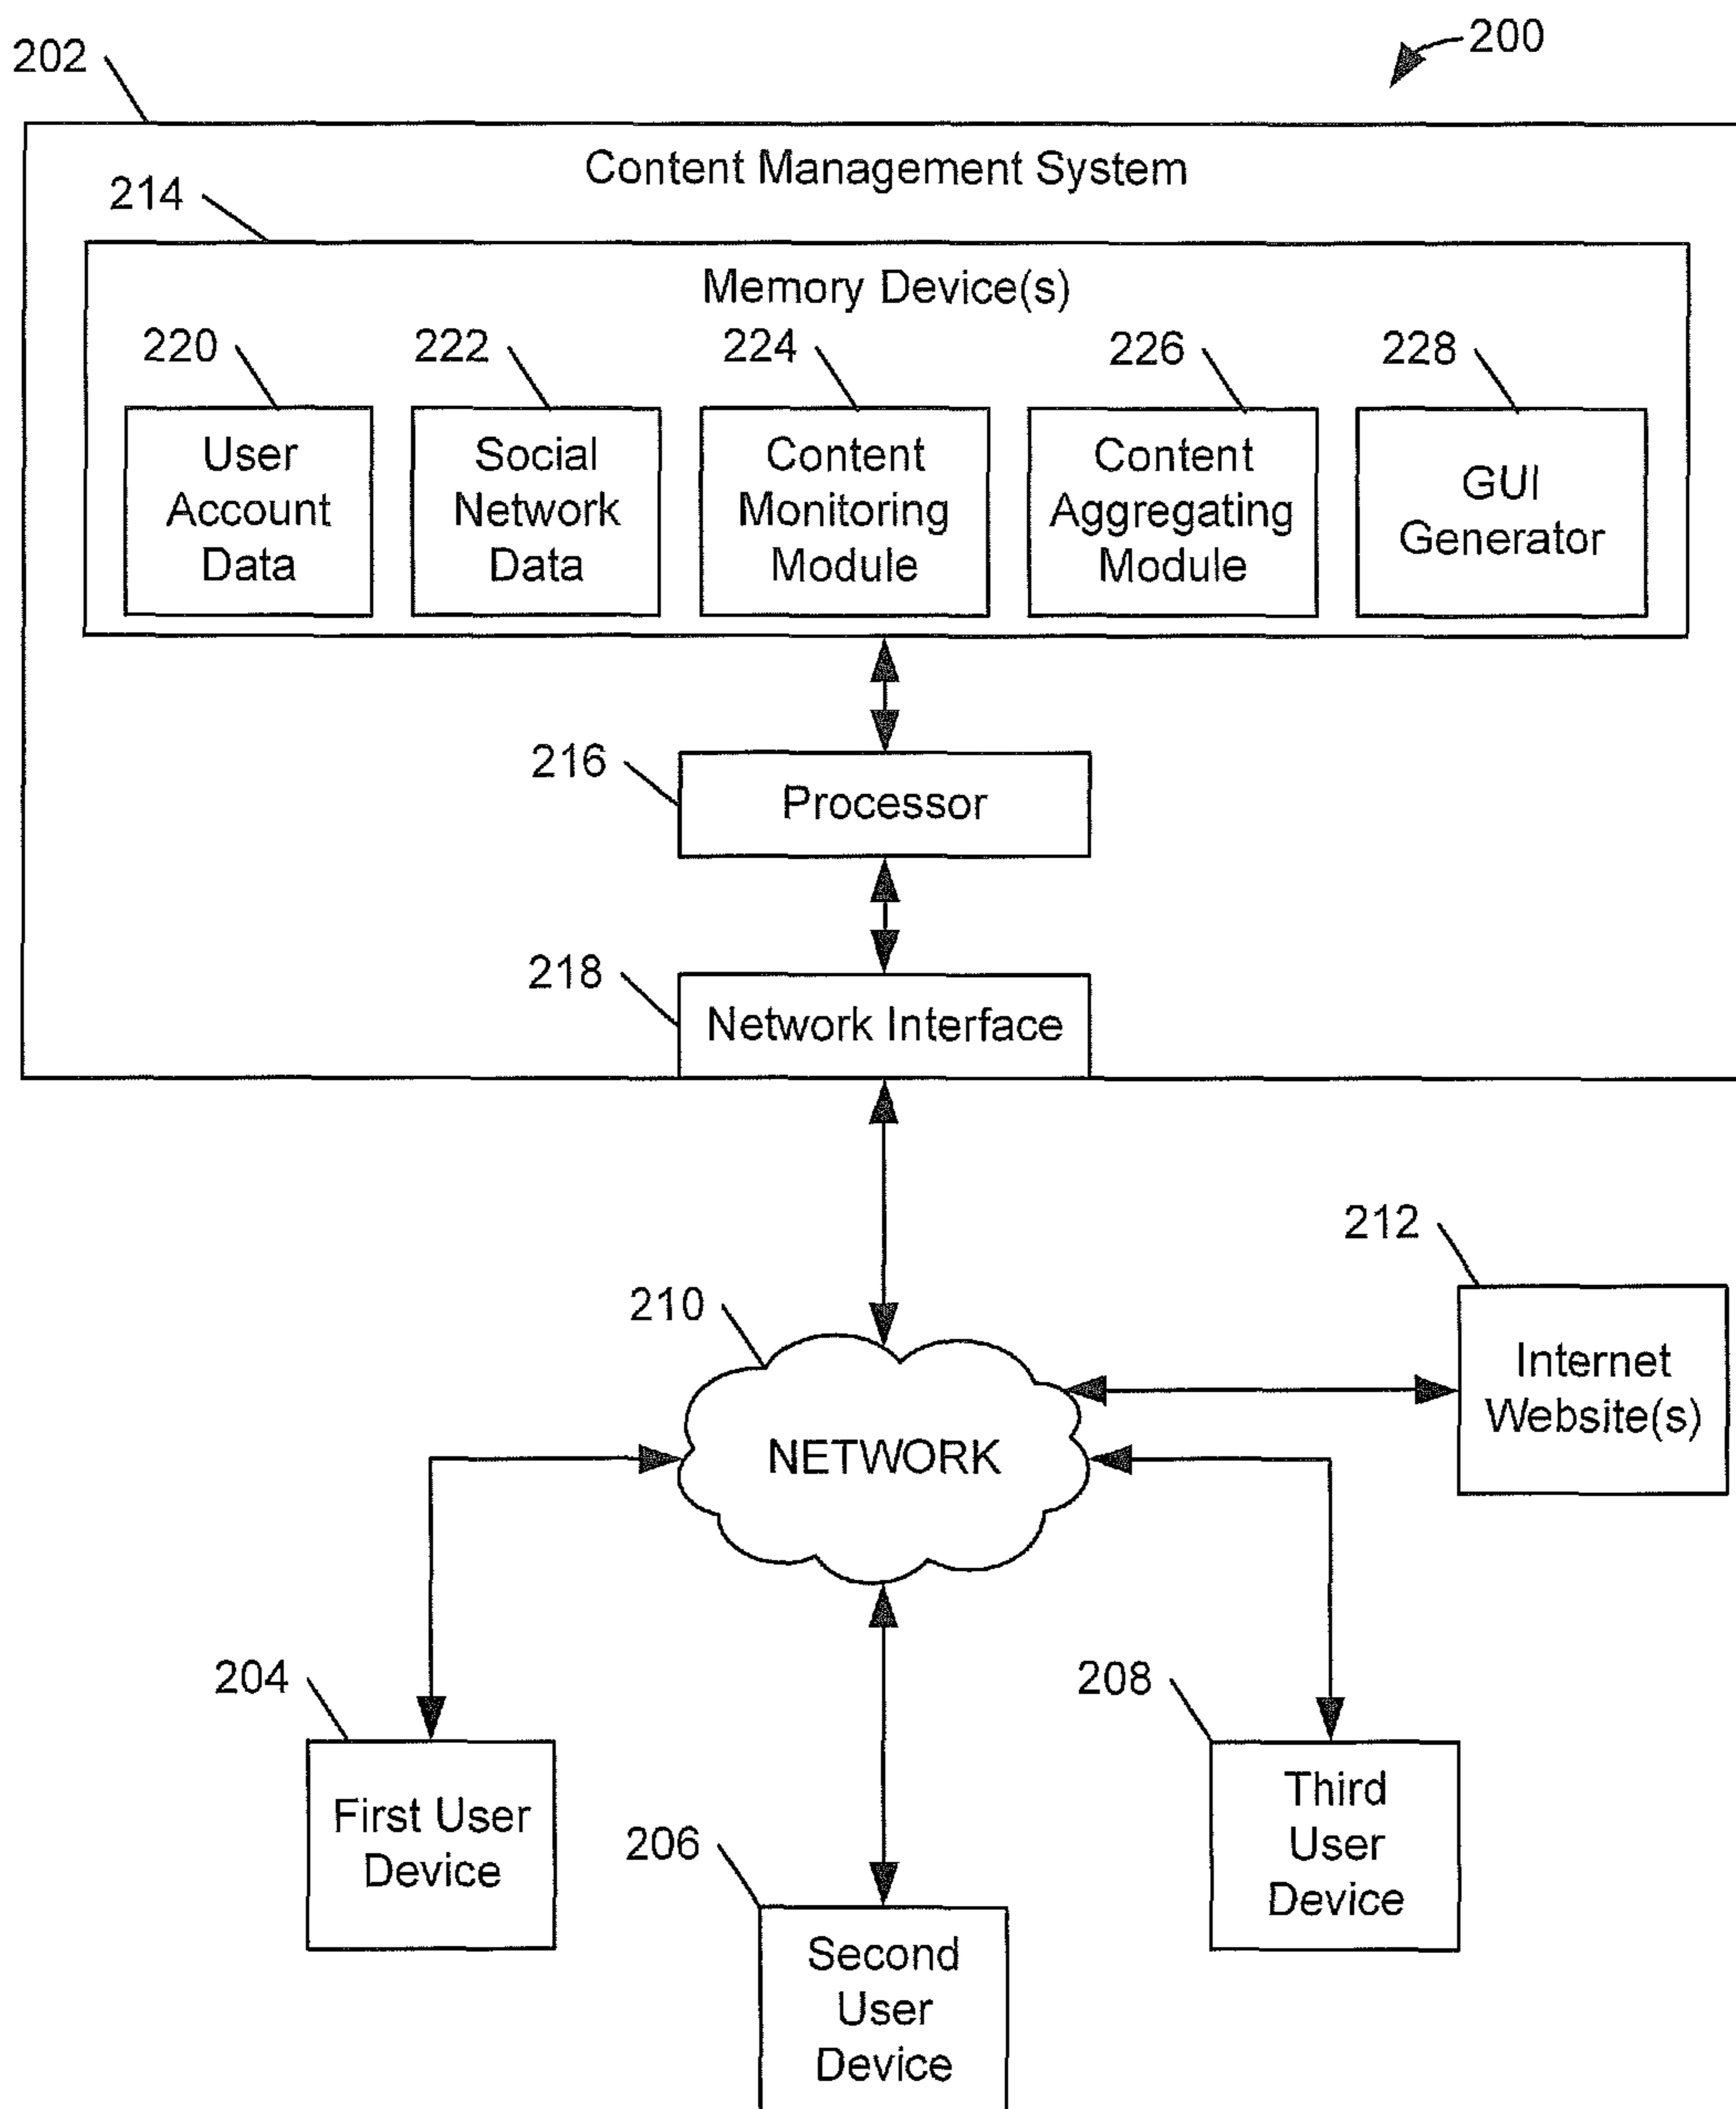 200
202
Content Management System
214
Memory Device(s)
220
222
224
226
228
User
Account
Data
Social
Network
Data
Content
Monitoring
Module
Content
Aggregating
Module
GUI
Generator
216
Processor
218
Network Interface
212
210
Internet
Website(s)
NETWORK
204
208
First User
Device
206
Third
User
Device
Second
User
Device